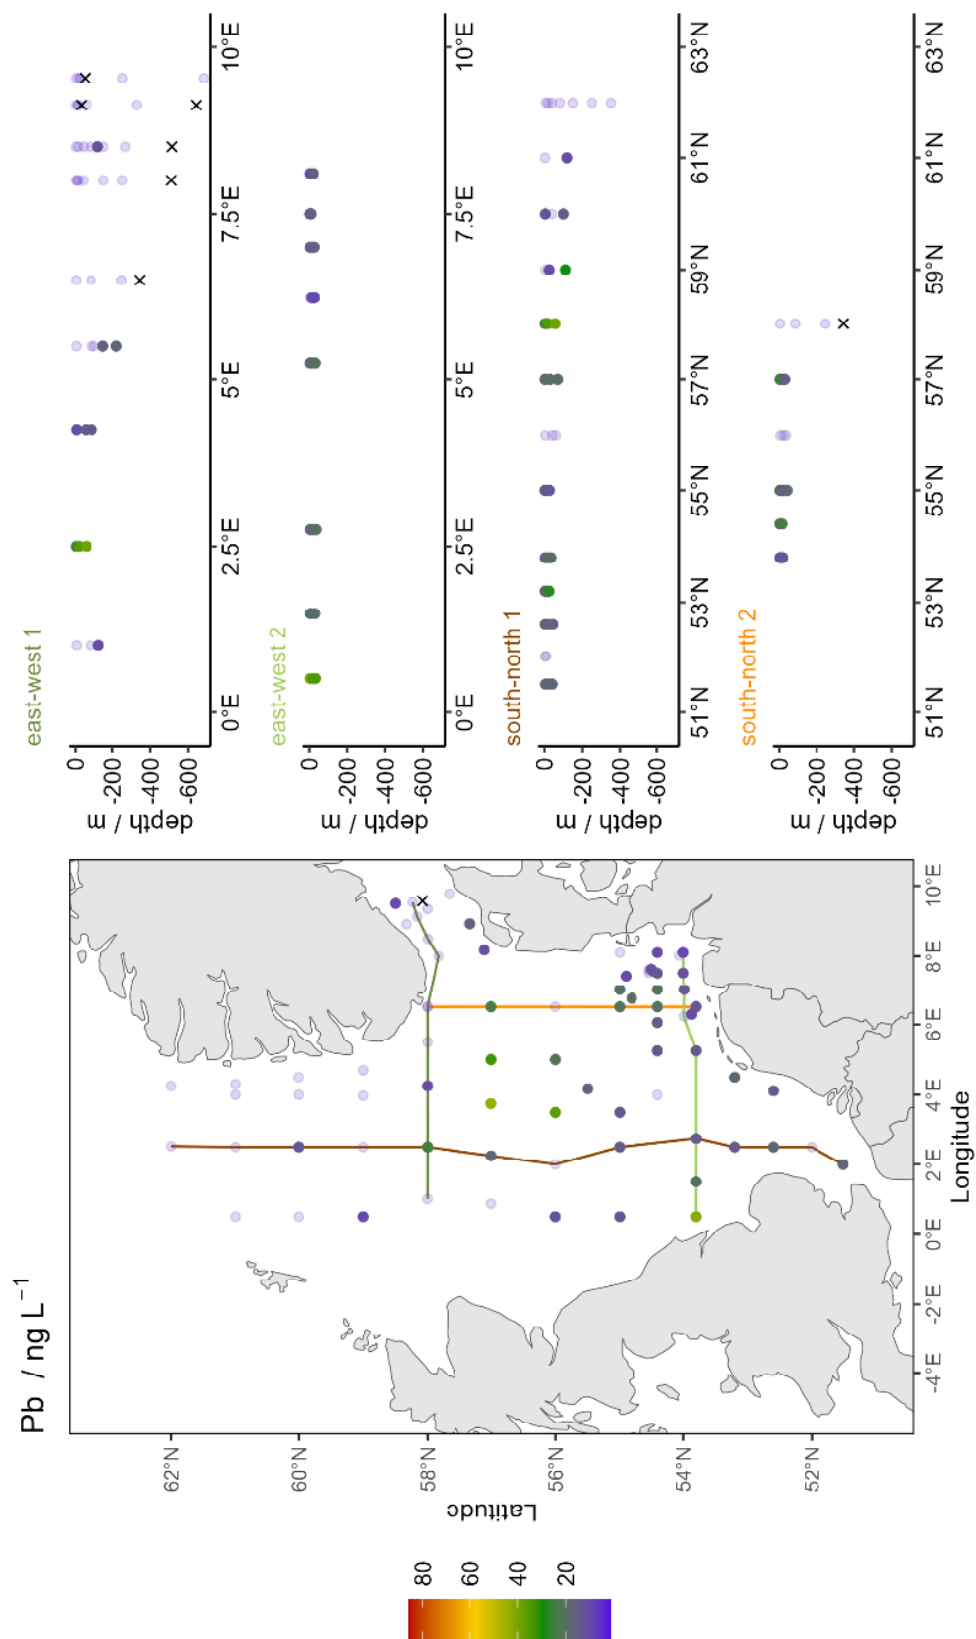 Pb / ng L⁻¹
80
60
40
20
Latitude
62°N
60°N
58°N
56°N
54°N
52°N
-4°E
-2°E
0°E
2°E
4°E
6°E
8°E
10°E
Longitude
east-west 1
depth / m
0
-200
-400
-600
0°E
2.5°E
5°E
7.5°E
10°E
east-west 2
depth / m
0
-200
-400
-600
0°E
2.5°E
5°E
7.5°E
10°E
south-north 1
depth / m
0
-200
-400
-600
51°N
53°N
55°N
57°N
59°N
61°N
63°N
south-north 2
depth / m
0
-200
-400
-600
51°N
53°N
55°N
57°N
59°N
61°N
63°N